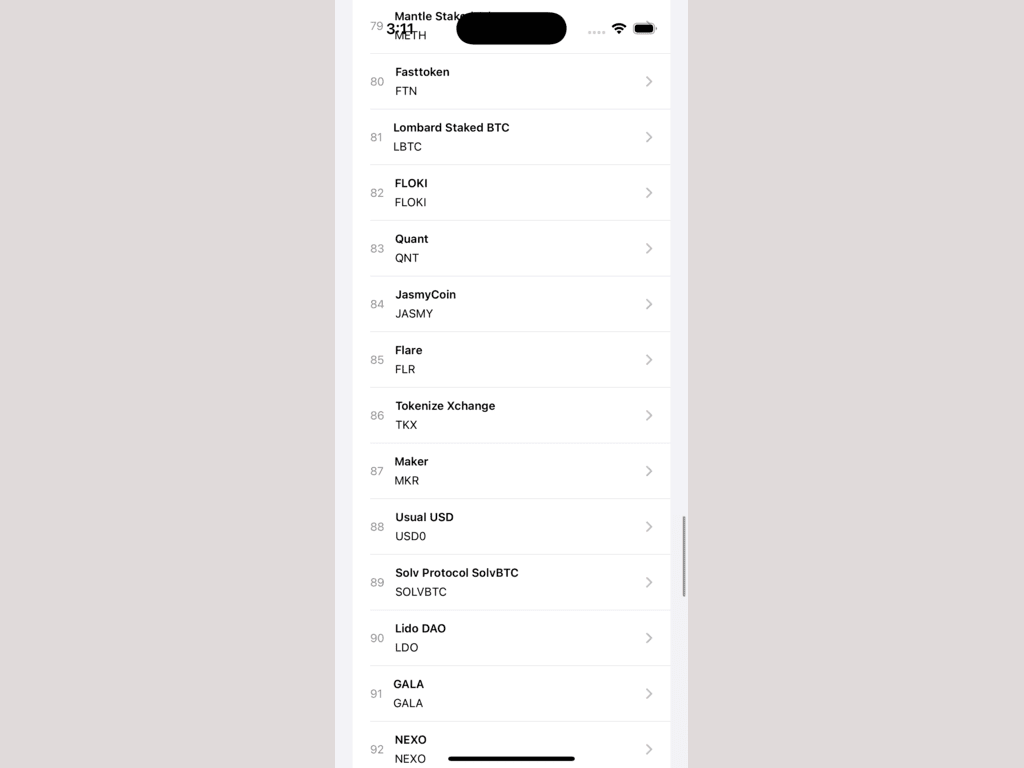 3:11
79
Mantle Stak
METH
80
Fasttoken
FTN
81
Lombard Staked BTC
LBTC
82
FLOKI
FLOKI
83
Quant
QNT
84
JasmyCoin
JASMY
85
Flare
FLR
86
Tokenize Xchange
TKX
87
Maker
MKR
88
Usual USD
USD0
89
Solv Protocol SolvBTC
SOLVBTC
90
Lido DAO
LDO
91
GALA
GALA
92
NEXO
NEXO